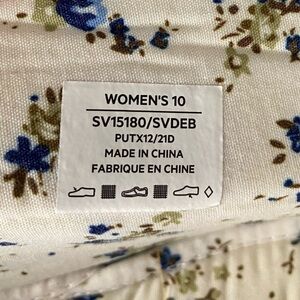 WOMEN'S 10
SV15180/SVDEB
PUTX12/21D
MADE IN CHINA
FABRIQUE EN CHINE